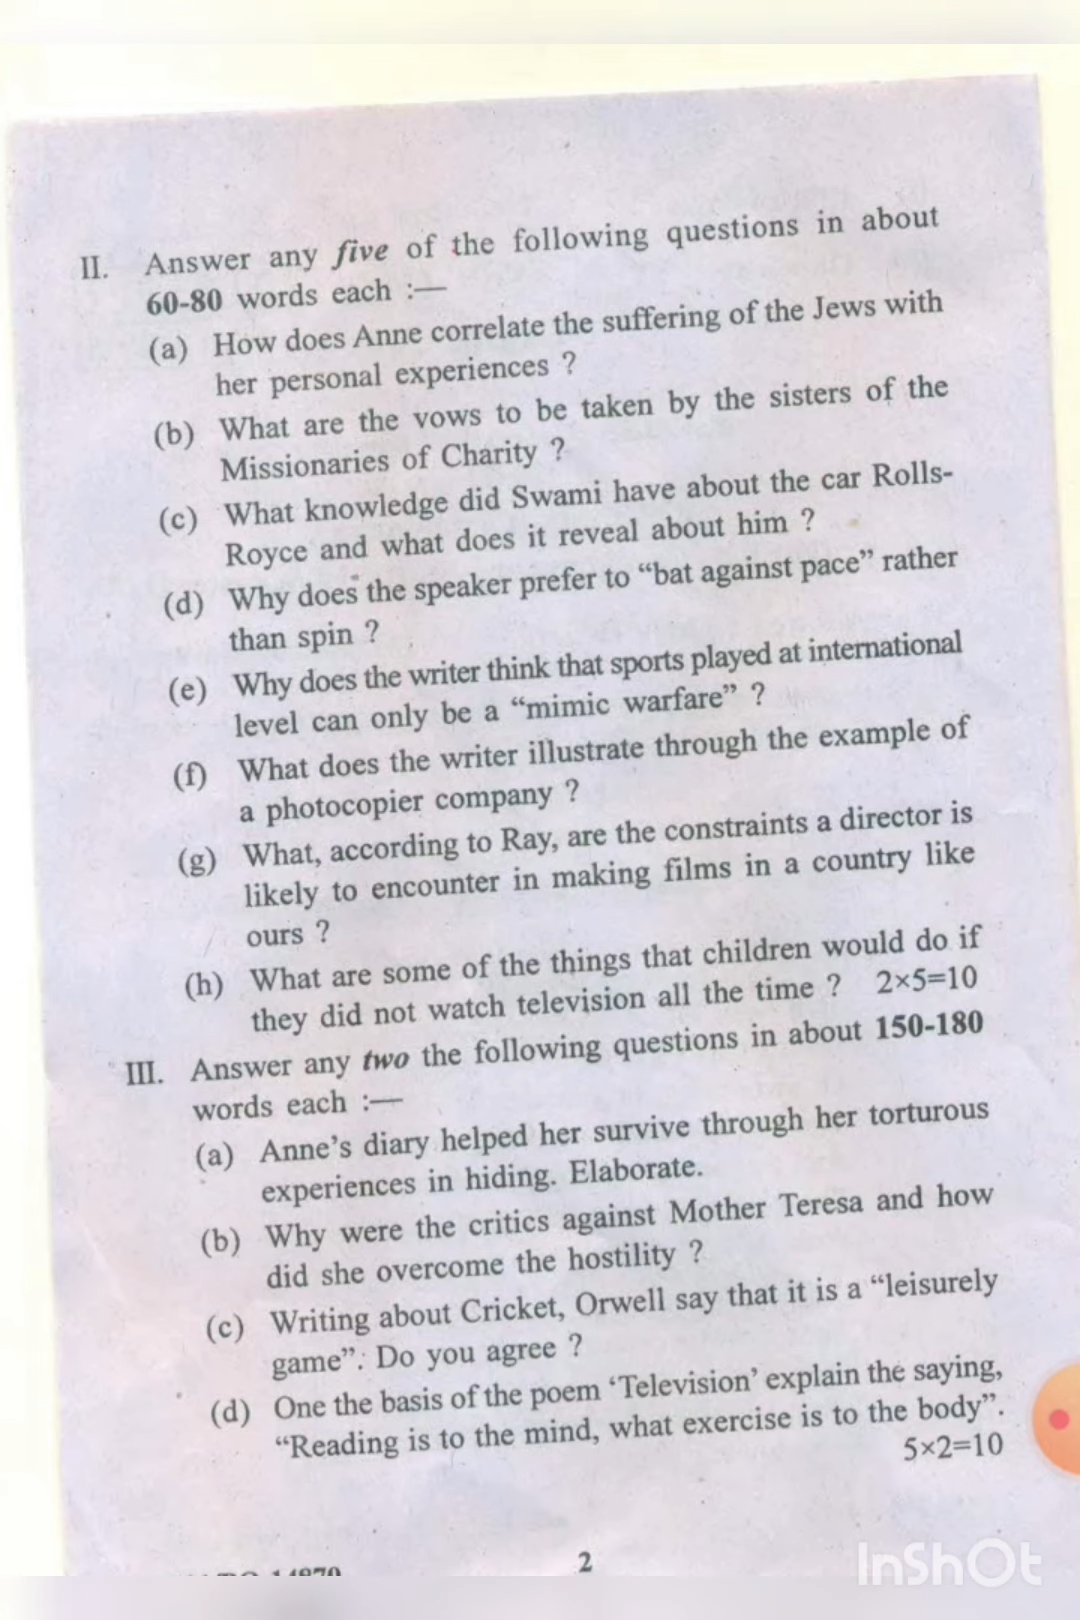 II. Answer any five of the following questions in about
60-80 words each :—
(a) How does Anne correlate the suffering of the Jews with
her personal experiences ?
(b) What are the vows to be taken by the sisters of the
Missionaries of Charity ?
(c) What knowledge did Swami have about the car Rolls-
Royce and what does it reveal about him ?
(d) Why does the speaker prefer to “bat against pace” rather
than spin ?
(e) Why does the writer think that sports played at international
level can only be a “mimic warfare” ?
(f) What does the writer illustrate through the example of
a photocopier company ?
(g) What, according to Ray, are the constraints a director is
likely to encounter in making films in a country like
ours ?
(h) What are some of the things that children would do if
they did not watch television all the time ? 2×5=10
III. Answer any two the following questions in about 150-180
words each :—
(a) Anne’s diary helped her survive through her torturous
experiences in hiding. Elaborate.
(b) Why were the critics against Mother Teresa and how
did she overcome the hostility ?
(c) Writing about Cricket, Orwell say that it is a “leisurely
game”. Do you agree ?
(d) One the basis of the poem ‘Television’ explain the saying,
“Reading is to the mind, what exercise is to the body”.
5×2=10
2
InShOt